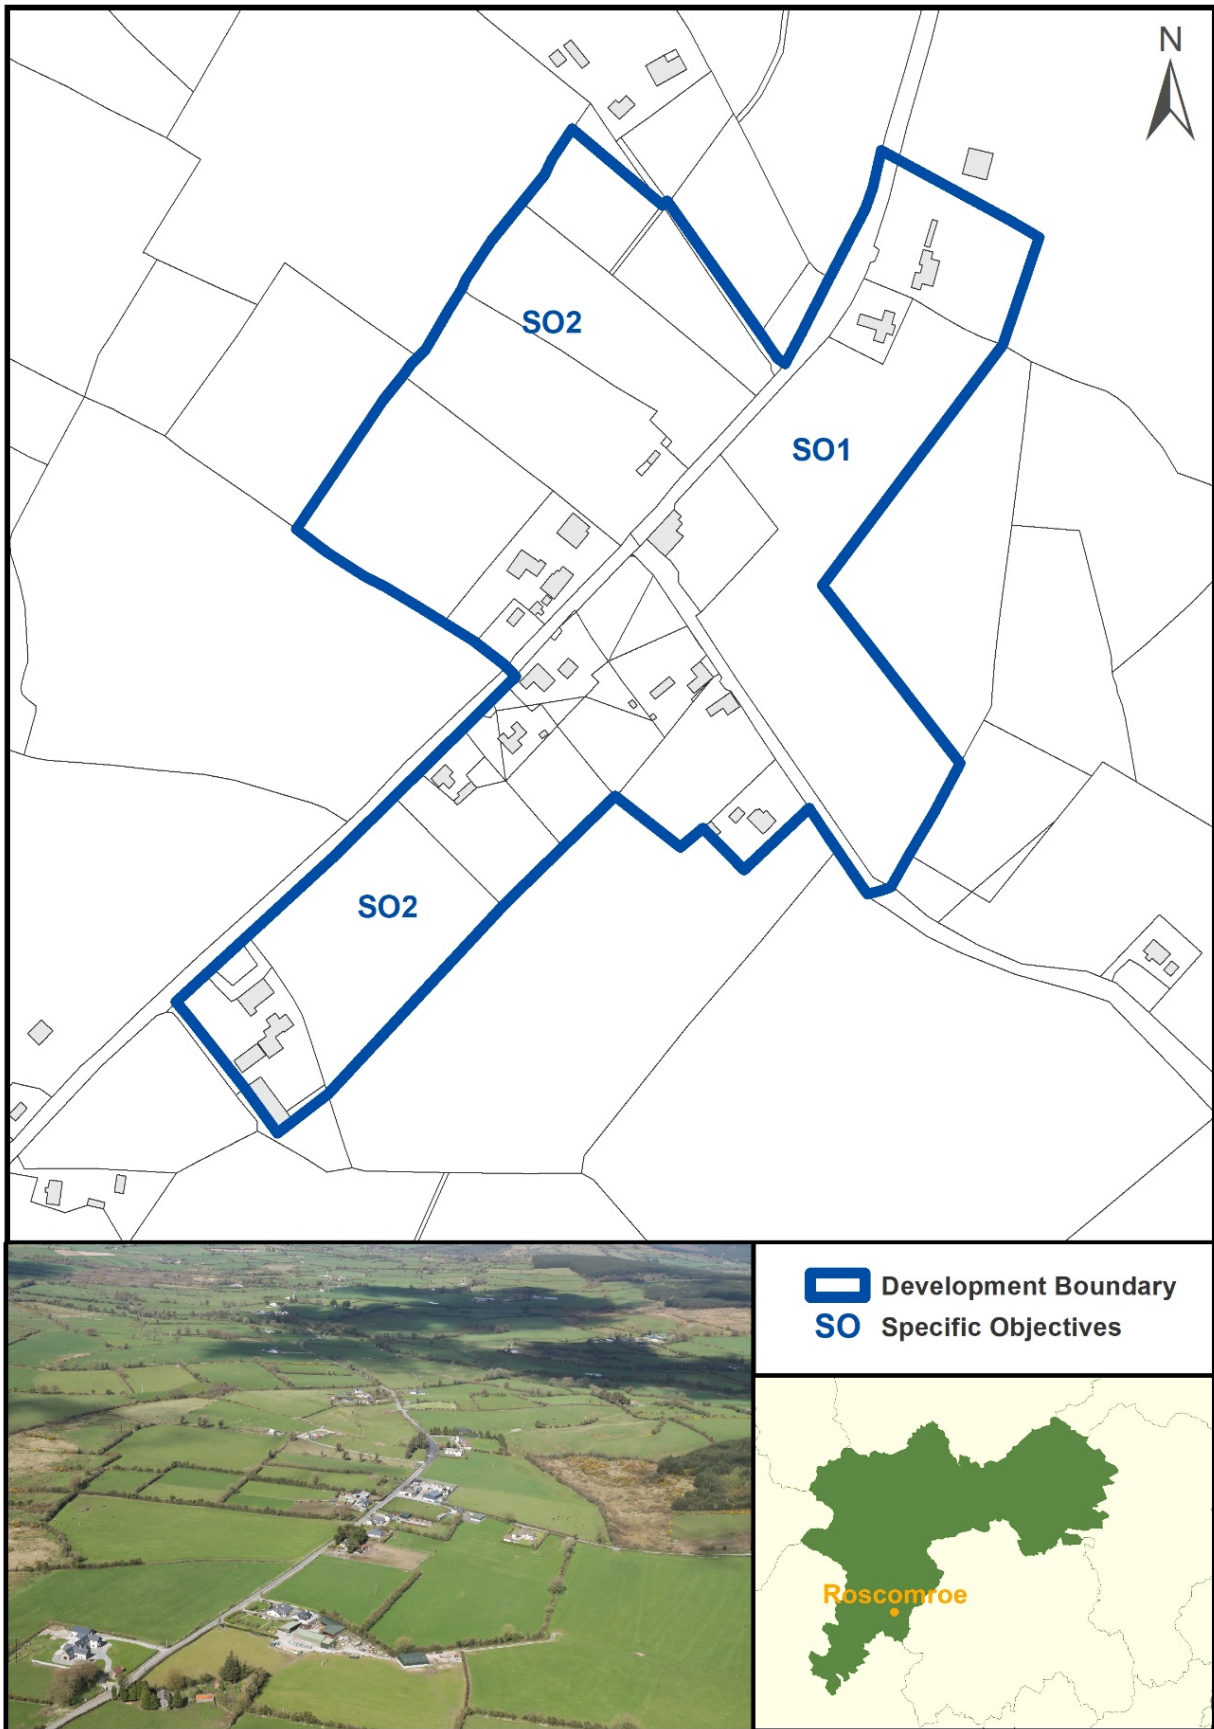 N
SO2
SO1
SO2
Development Boundary
SO Specific Objectives
Roscomroe